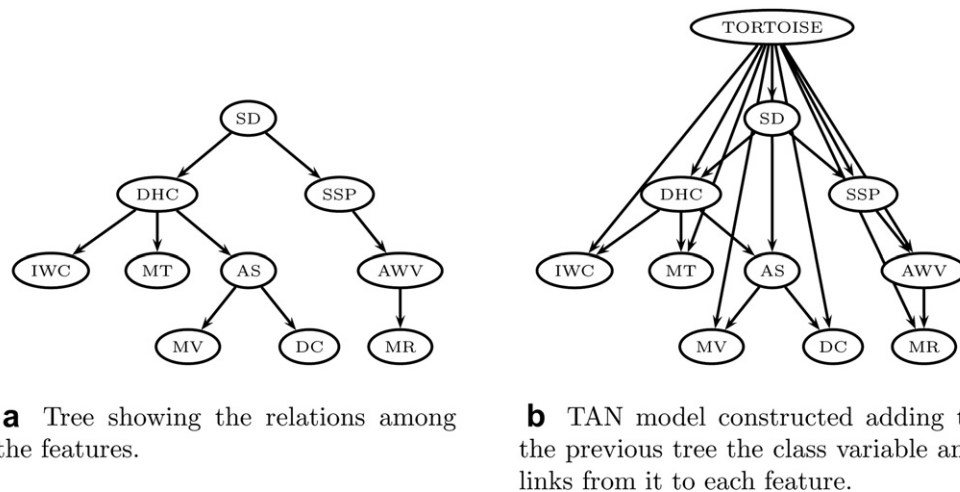 TORTOISE
SD
DHC
SSP
IWC
MT
AS
AWV
MV
DC
MR
SD
DHC
SSP
IWC
MT
AS
AWV
MV
DC
MR
a Tree showing the relations among
the features.
b TAN model constructed adding t
the previous tree the class variable an
links from it to each feature.